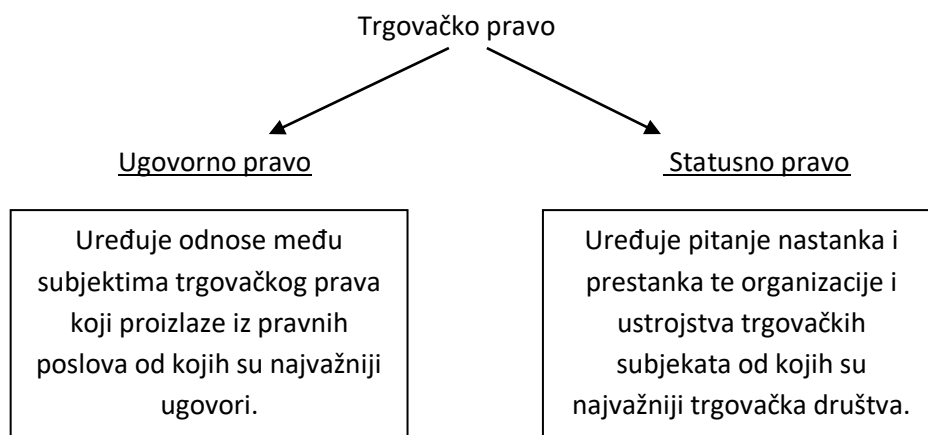 Trgovačko pravo
Ugovorno pravo
Statusno pravo
Uređuje odnose među
subjektima trgovačkog prava
koji proizlaze iz pravnih
poslova od kojih su najvažniji
ugovori.
Uređuje pitanje nastanka i
prestanka te organizacije i
ustrojstva trgovačkih
subjekata od kojih su
najvažniji trgovačka društva.